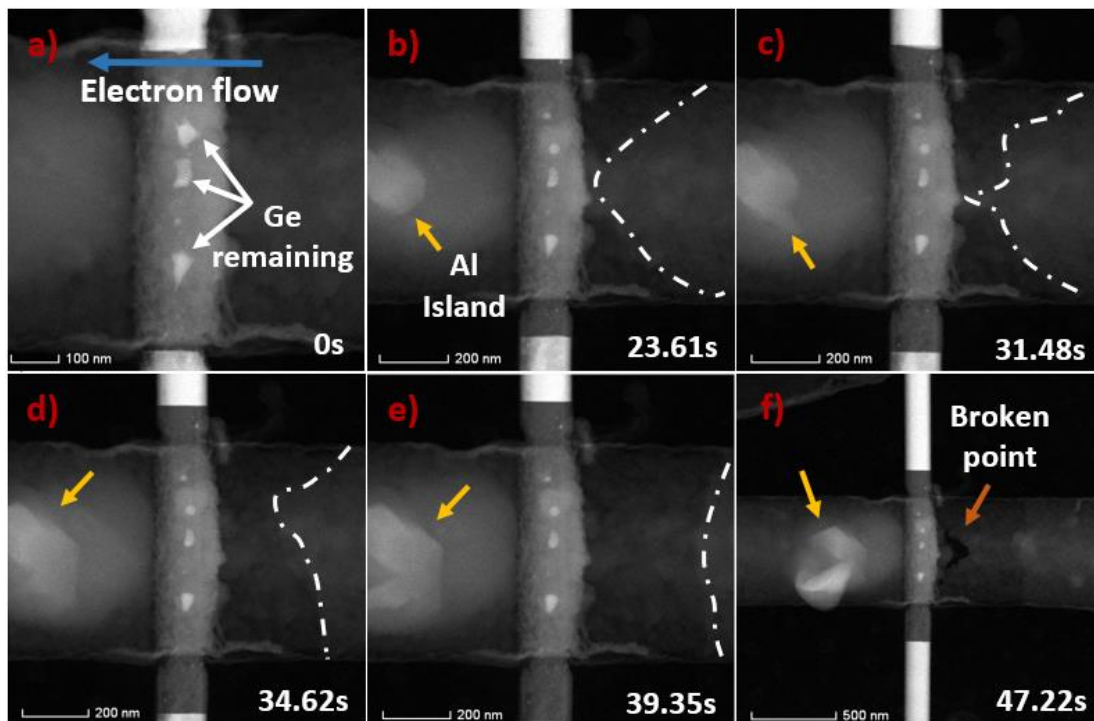 a)
Electron flow
Ge
remaining
0s
100 nm
b)
Al
Island
23.61s
200 nm
c)
31.48s
200 nm
d)
34.62s
200 nm
e)
39.35s
200 nm
f)
Broken
point
47.22s
500 nm